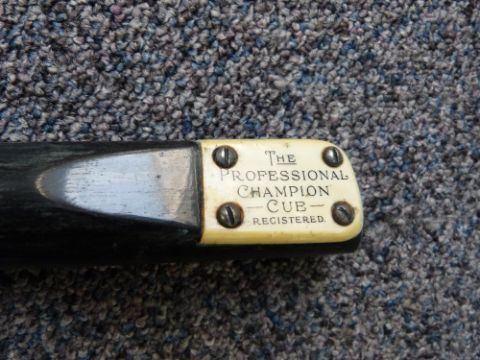 THE
PROFESSIONAL
CHAMPION
— CUE —
REGISTERED.